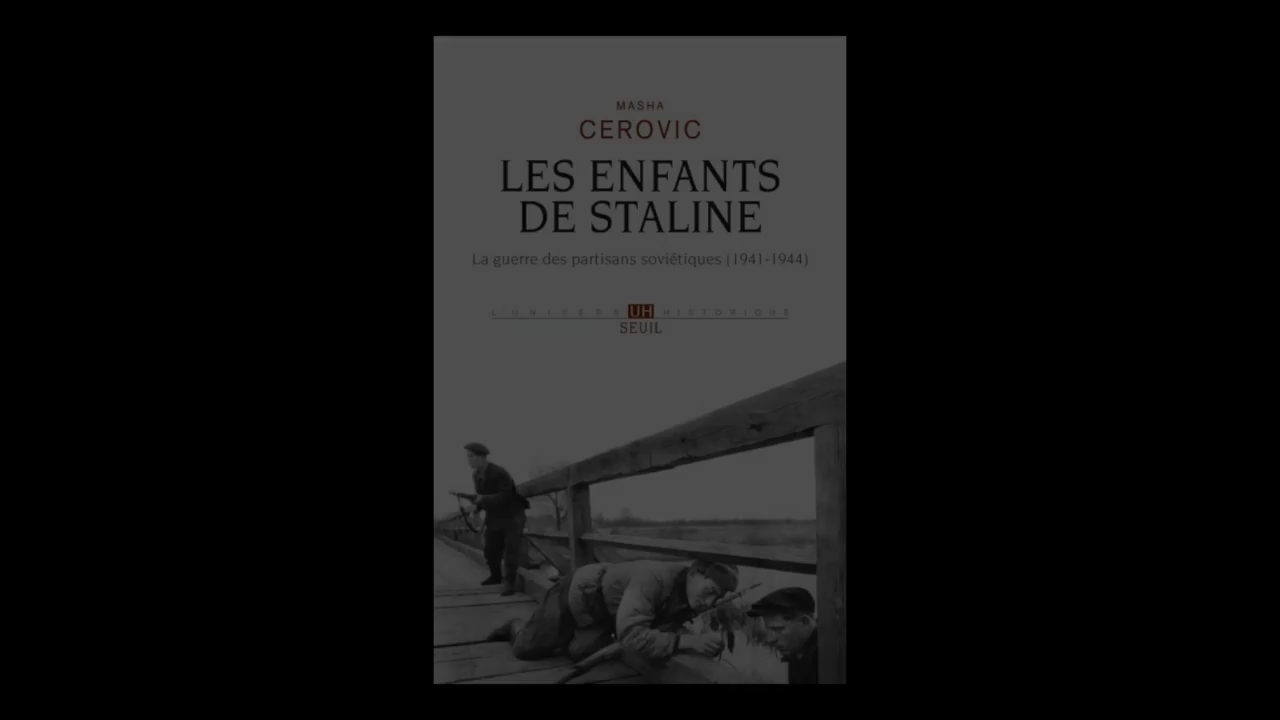 MASHA
CEROVIC
LES ENFANTS
DE STALINE
La guerre des partisans soviétiques (1941-1944)
L'UNIVERS UH HISTORIQUE
SEUIL